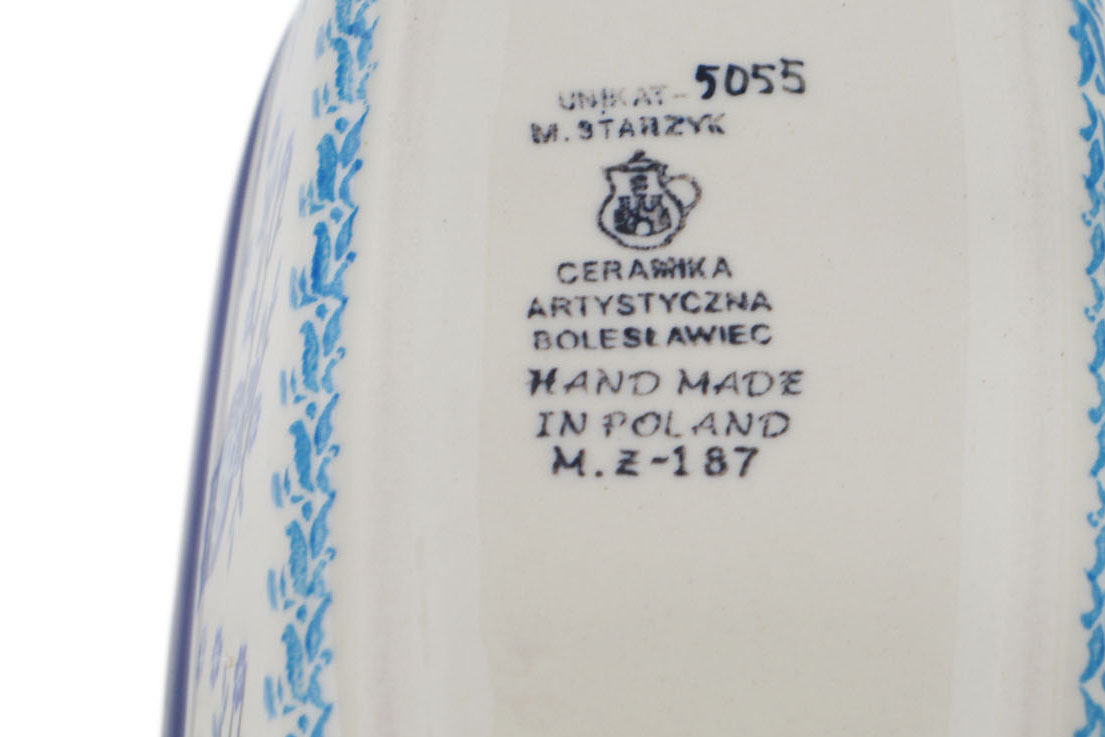 UNIKAT-5055
M. STARZYK
CERAMIKA
ARTYSTYCZNA
BOLESŁAWIEC
HAND MADE
IN POLAND
M.Z-187